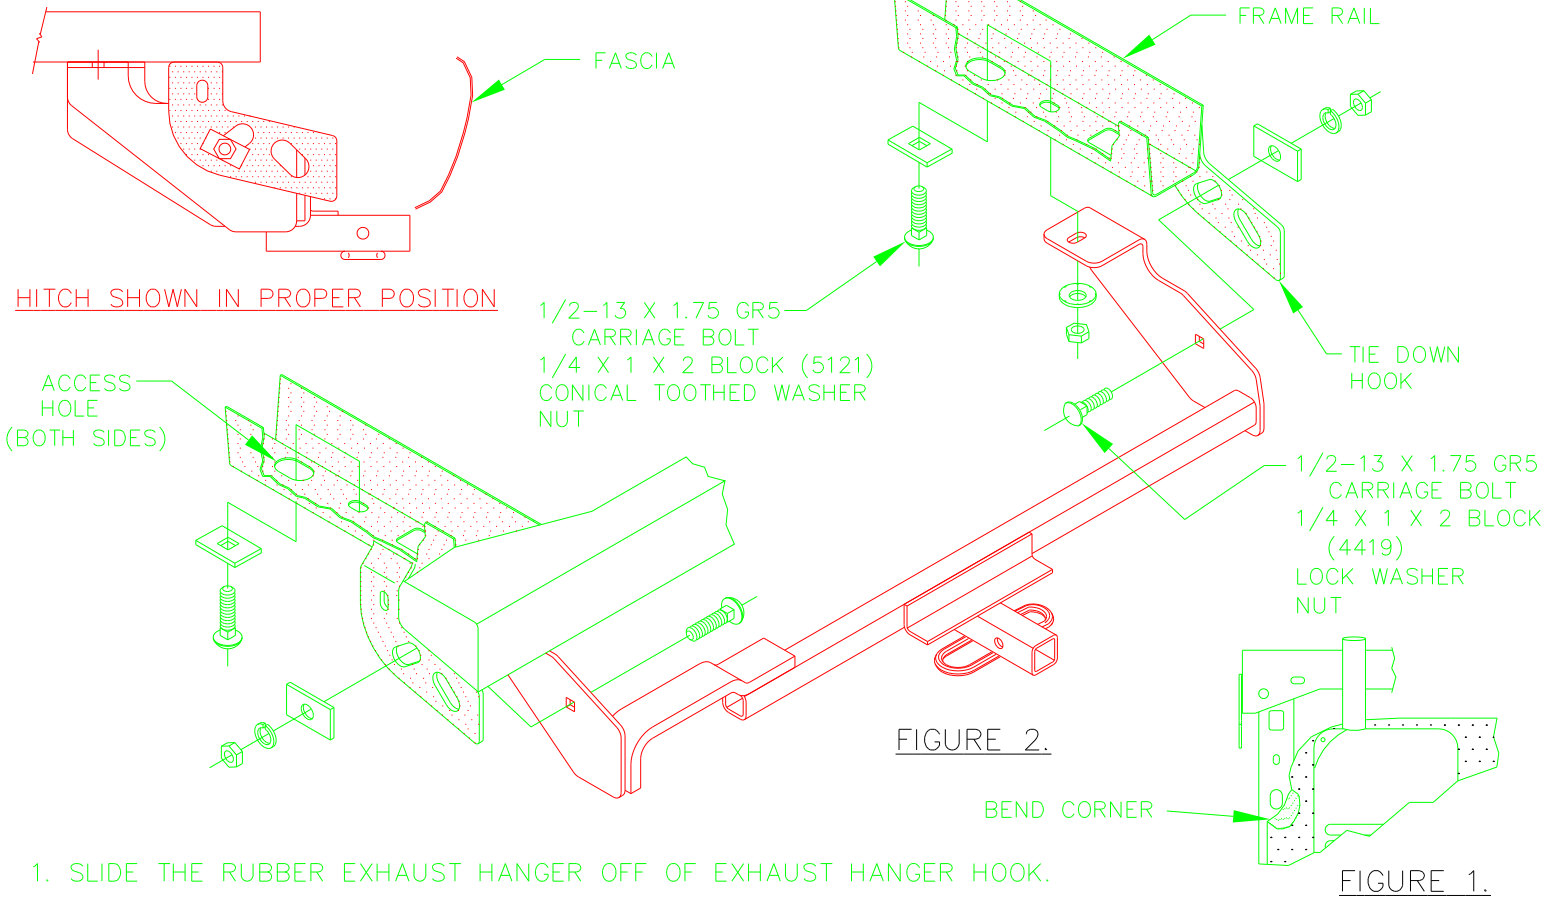 FRAME RAIL
FASCIA
HITCH SHOWN IN PROPER POSITION
1/2-13 X 1.75 GR5
CARRIAGE BOLT
1/4 X 1 X 2 BLOCK (5121)
CONICAL TOOTHED WASHER
NUT
TIE DOWN
HOOK
ACCESS
HOLE
(BOTH SIDES)
1/2-13 X 1.75 GR5
CARRIAGE BOLT
1/4 X 1 X 2 BLOCK
(4419)
LOCK WASHER
NUT
FIGURE 2.
BEND CORNER
FIGURE 1.
1. SLIDE THE RUBBER EXHAUST HANGER OFF OF EXHAUST HANGER HOOK.